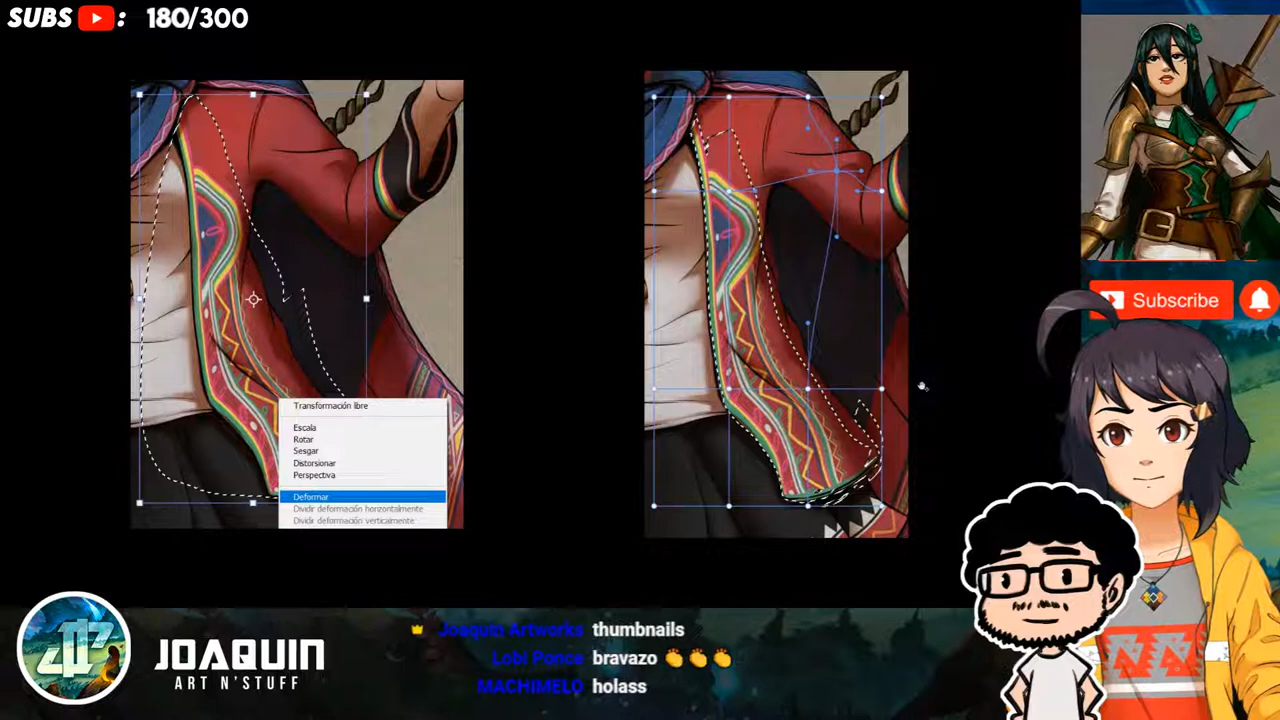 SUBS : 180/300
Transformación libre
Escala
Rotar
Sesgar
Distorsionar
Perspectiva
Deformar
Dividir deformación horizontalmente
Dividir deformación verticalmente
Subscribe
JOAQUIN
ART N'STUFF
Joaquin Artworks thumbnails
Lobi Ponce bravazo 👏👏👏
MACHIMELO holass